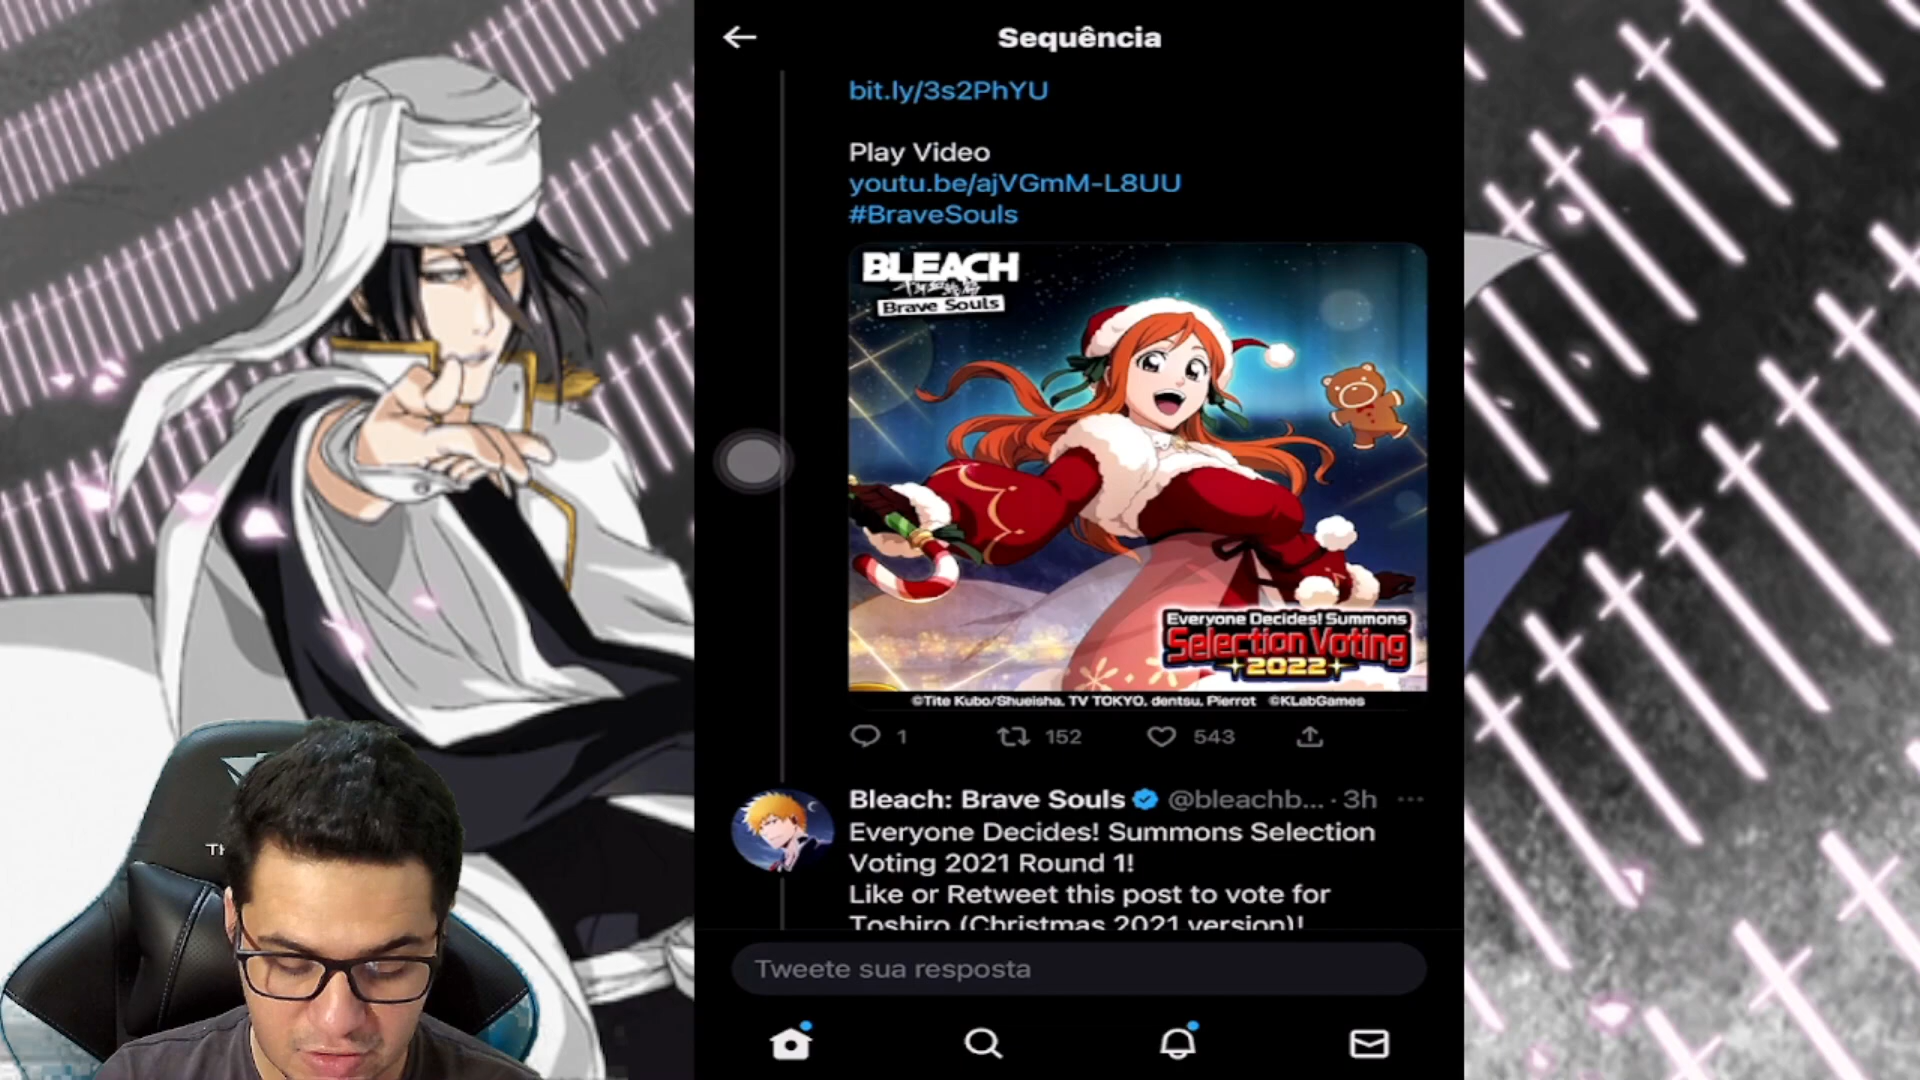 Sequência
bit.ly/3s2PhYU
Play Video
youtu.be/ajVGmM-L8UU
#BraveSouls
BLEACH
Brave Souls
Everyone Decides! Summons
Selection Voting
2022
©Tite Kubo/Shueisha, TV TOKYO, dentsu, Pierrot ©KLabGames
1 152 543
Bleach: Brave Souls @bleachb... · 3h
Everyone Decides! Summons Selection
Voting 2021 Round 1!
Like or Retweet this post to vote for
Toshiro (Christmas 2021 version)!
Tweete sua resposta